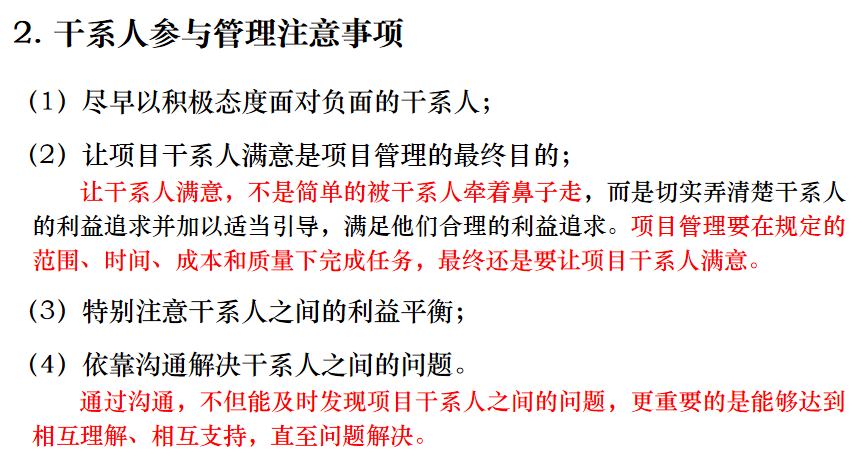 2. 干系人参与管理注意事项
（1）尽早以积极态度面对负面的干系人；
（2）让项目干系人满意是项目管理的最终目的；
让干系人满意，不是简单的被干系人牵着鼻子走，而是切实弄清楚干系人
的利益追求并加以适当引导，满足他们合理的利益追求。项目管理要在规定的
范围、时间、成本和质量下完成任务，最终还是要让项目干系人满意。
（3）特别注意干系人之间的利益平衡；
（4）依靠沟通解决干系人之间的问题。
通过沟通，不但能及时发现项目干系人之间的问题，更重要的是能够达到
相互理解、相互支持，直至问题解决。